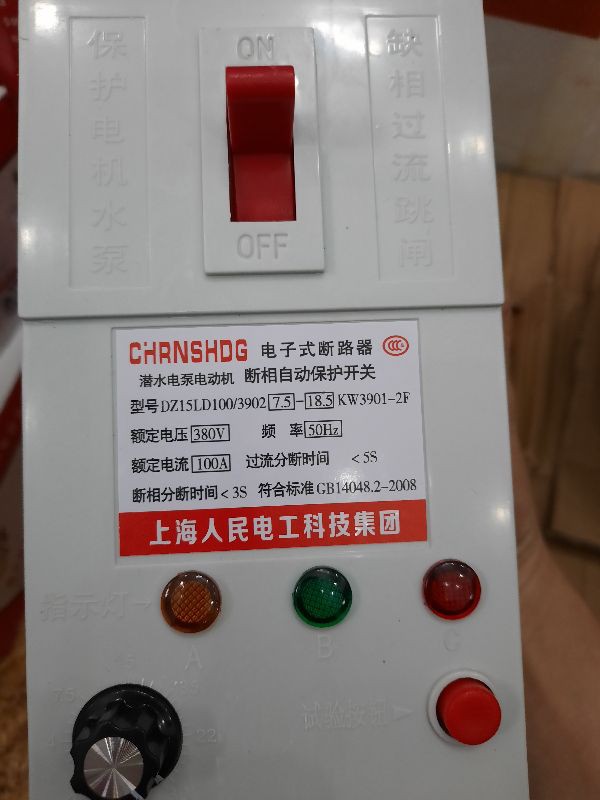 保护电机水泵
ON
OFF
缺相过流跳闸
CHRNSHDG 电子式断路器 CCC
潜水电泵电动机 断相自动保护开关
型号DZ15LD100/3902 7.5-18.5 KW3901-2F
额定电压 380V 频 率 50Hz
额定电流 100A 过流分断时间 <5S
断相分断时间<3S 符合标准GB14048.2-2008
上海人民电工科技集团
指示灯
A B C
试验按钮